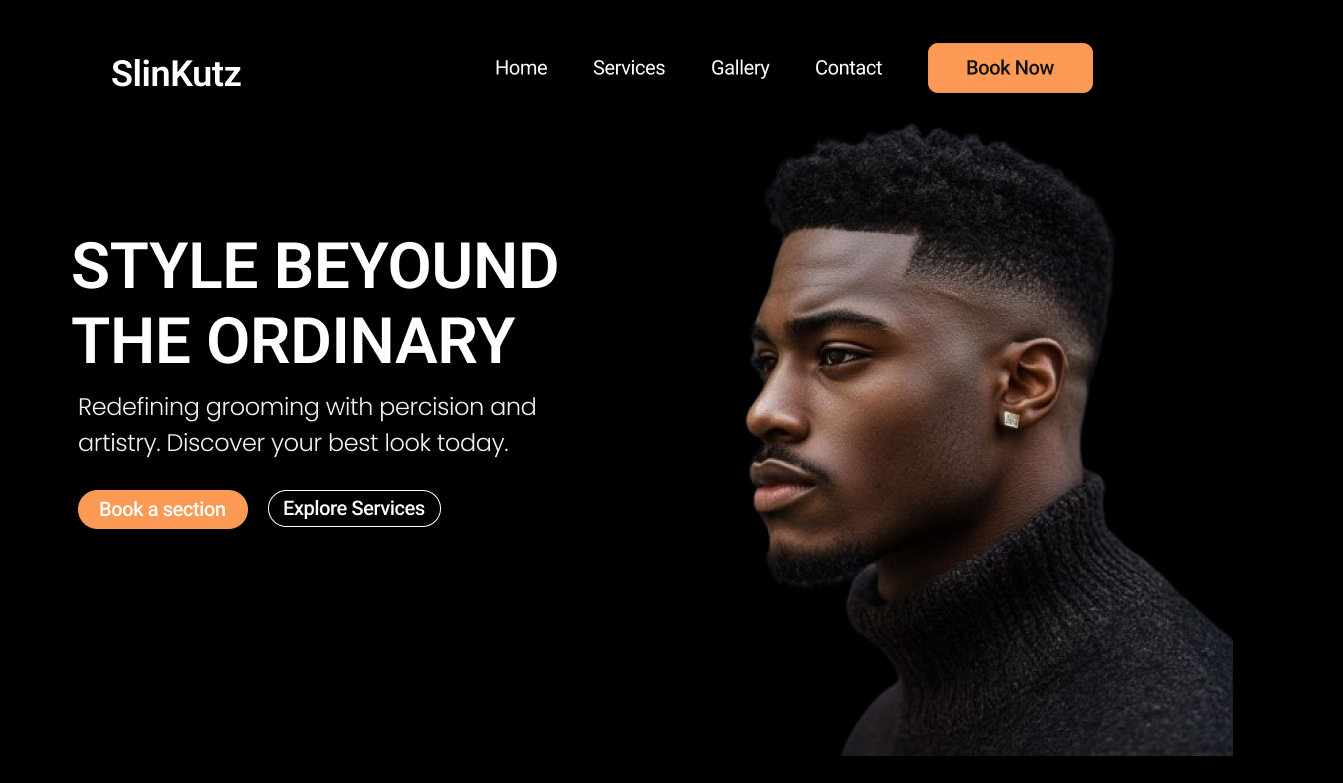 SlinKutz
Home Services Gallery Contact Book Now
STYLE BEYOUND
THE ORDINARY
Redefining grooming with percision and
artistry. Discover your best look today.
Book a section Explore Services